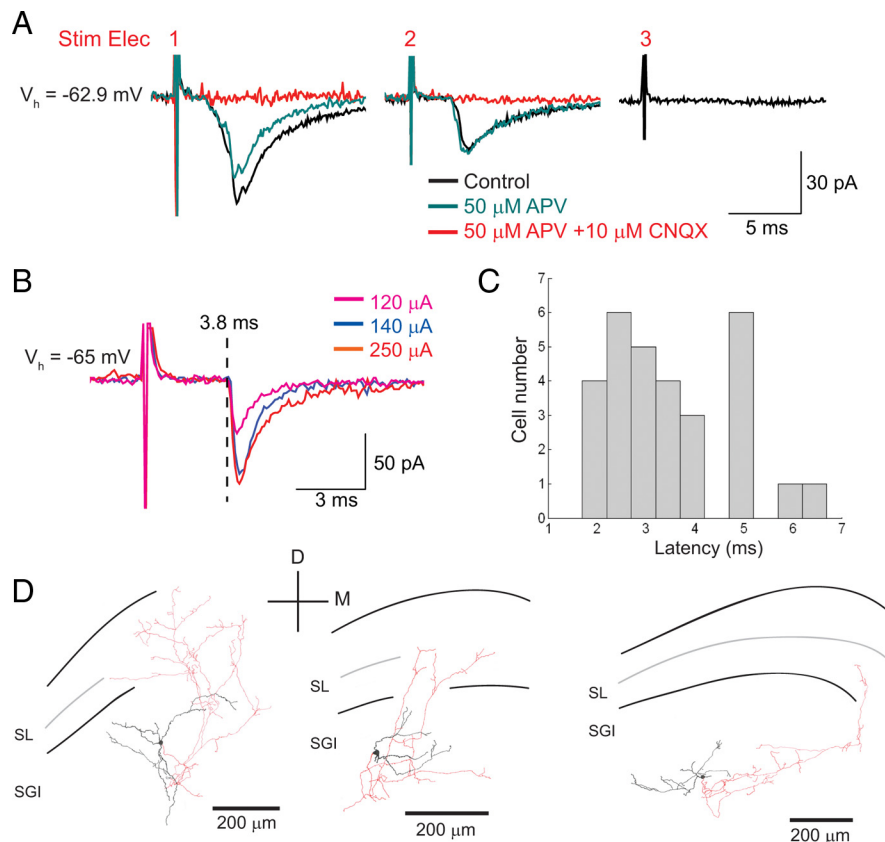 A
Stim Elec 1 2 3
Vh = -62.9 mV
Control
50 μM APV
50 μM APV +10 μM CNQX
30 pA
5 ms
B
120 μA
140 μA
250 μA
3.8 ms
Vh = -65 mV
50 pA
3 ms
C
Cell number
7
6
5
4
3
2
1
0
1 2 3 4 5 6 7
Latency (ms)
D
D
M
SL
SGI
200 μm
SL
SGI
200 μm
SL
SGI
200 μm